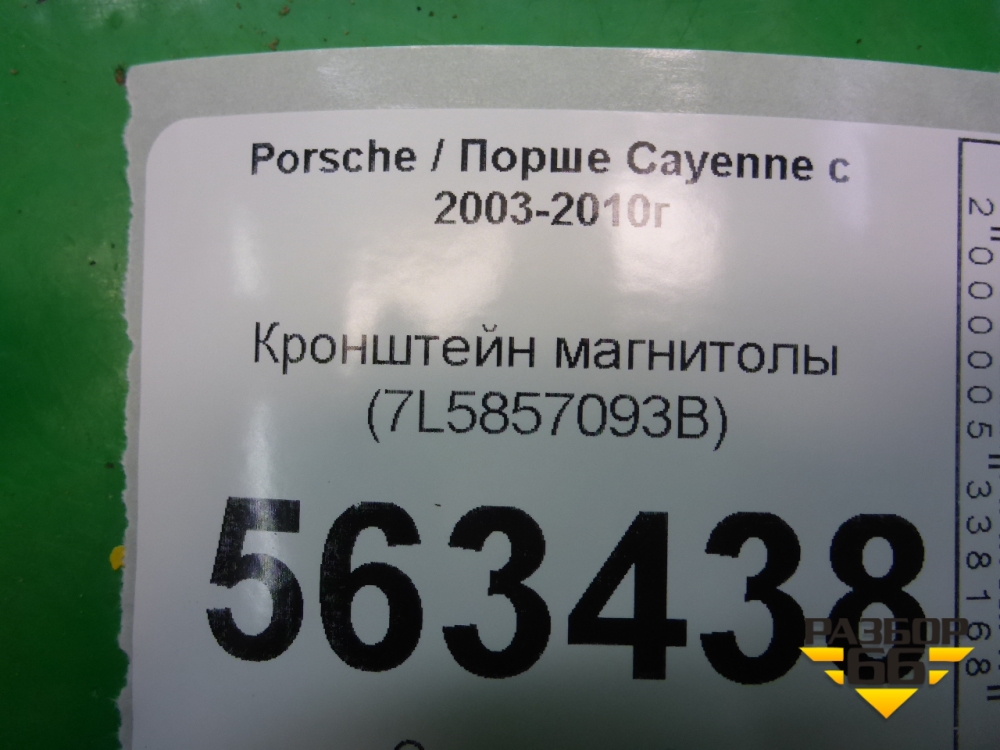 Porsche / Порше Cayenne с
2003-2010г
Кронштейн магнитолы
(7L5857093B)
563438
2000005338168
РАЗБОР
66